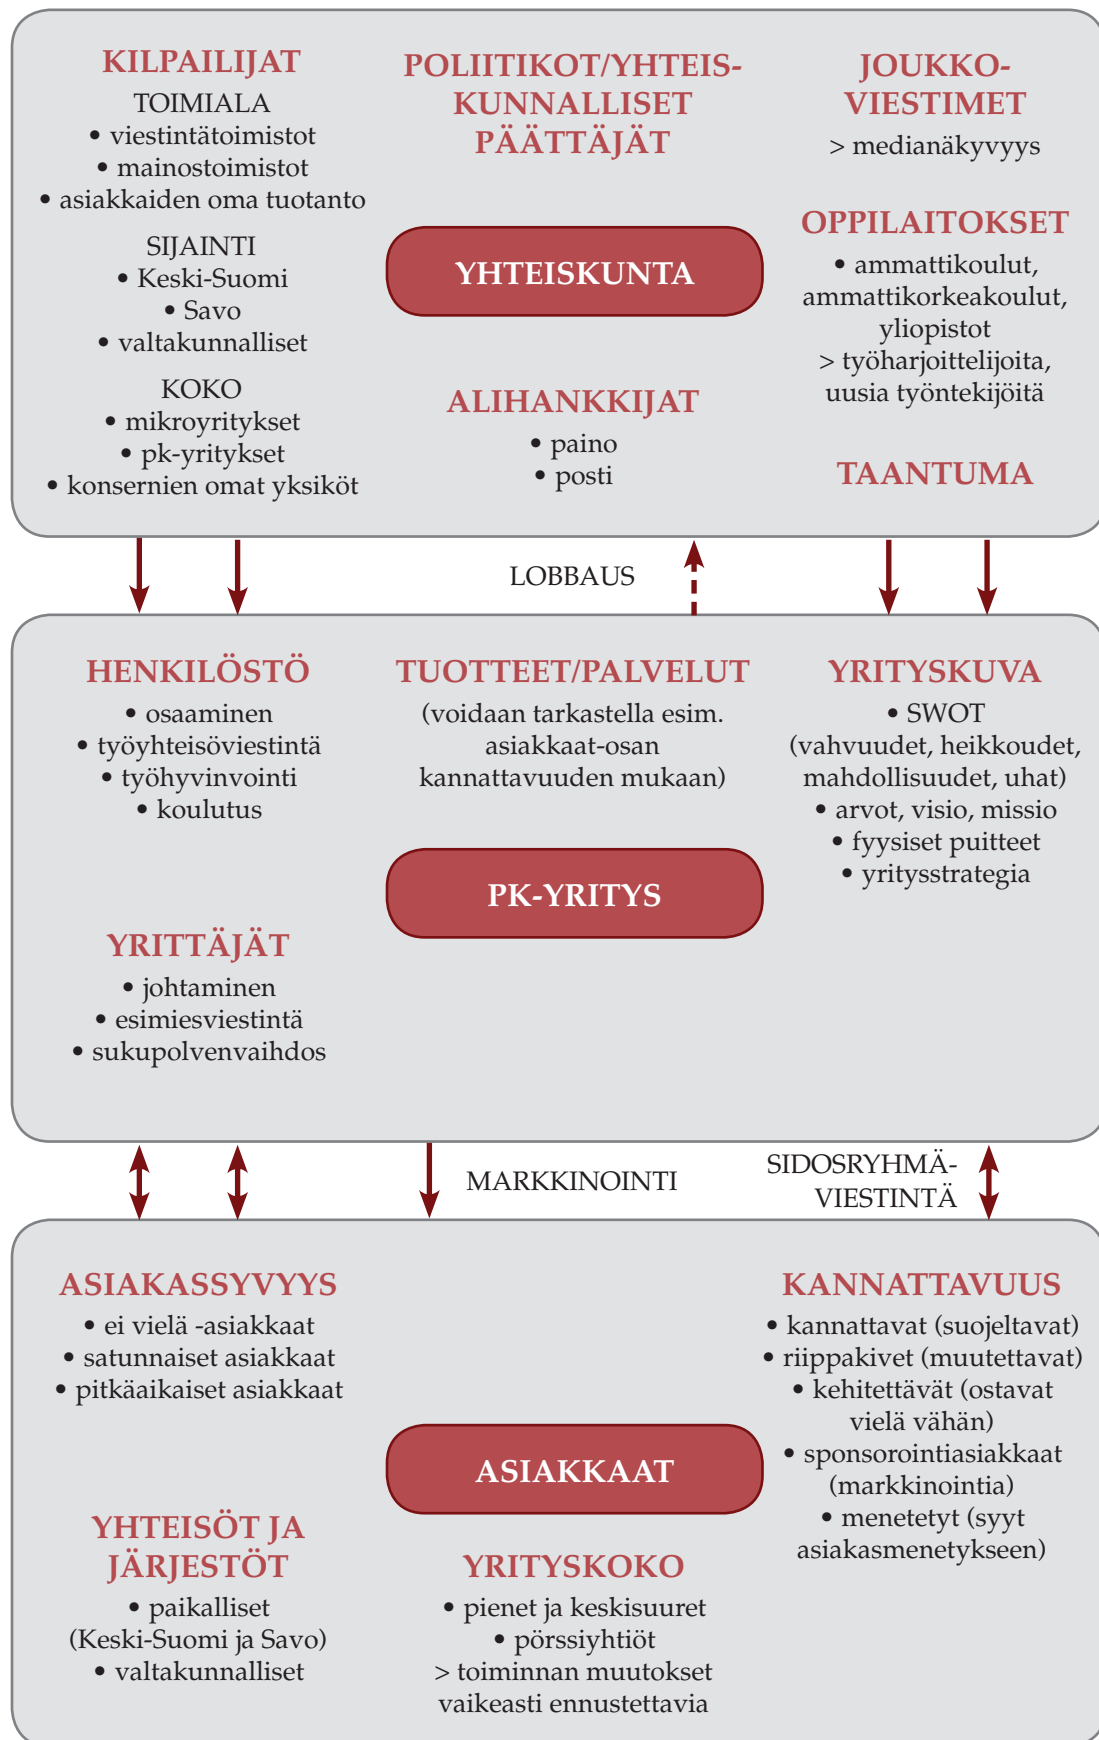 KILPAILIJAT
TOIMIALA
• viestintätoimistot
• mainostoimistot
• asiakkaiden oma tuotanto
SIJAINTI
• Keski-Suomi
• Savo
• valtakunnalliset
KOKO
• mikroyritykset
• pk-yritykset
• konsernien omat yksiköt
POLIITIKOT/YHTEIS-
KUNNALLISET
PÄÄTTÄJÄT
YHTEISKUNTA
ALIHANKKIJAT
• paino
• posti
JOUKKO-
VIESTIMET
> medianäkyvyys
OPPILAITOKSET
• ammattikoulut,
ammattikorkeakoulut,
yliopistot
> työharjoittelijoita,
uusia työntekijöitä
TAANTUMA
LOBBAUS
HENKILÖSTÖ
• osaaminen
• työyhteisöviestintä
• työhyvinvointi
• koulutus
YRITTÄJÄT
• johtaminen
• esimiesviestintä
• sukupolvenvaihdos
TUOTTEET/PALVELUT
(voidaan tarkastella esim.
asiakkaat-osan
kannattavuuden mukaan)
PK-YRITYS
YRITYSKUVA
• SWOT
(vahvuudet, heikkoudet,
mahdollisuudet, uhat)
• arvot, visio, missio
• fyysiset puitteet
• yritysstrategia
MARKKINOINTI
SIDOSRYHMÄ-
VIESTINTÄ
ASIAKASSYVYYS
• ei vielä -asiakkaat
• satunnaiset asiakkaat
• pitkäaikaiset asiakkaat
YHTEISÖT JA
JÄRJESTÖT
• paikalliset
(Keski-Suomi ja Savo)
• valtakunnalliset
ASIAKKAAT
YRITYSKOKO
• pienet ja keskisuuret
• pörssiyhtiöt
> toiminnan muutokset
vaikeasti ennustettavia
KANNATTAVUUS
• kannattavat (suojeltavat)
• riippakivet (muutettavat)
• kehitettävät (ostavat
vielä vähän)
• sponsorointiasiakkaat
(markkinointia)
• menetetyt (syyt
asiakasmenetykseen)